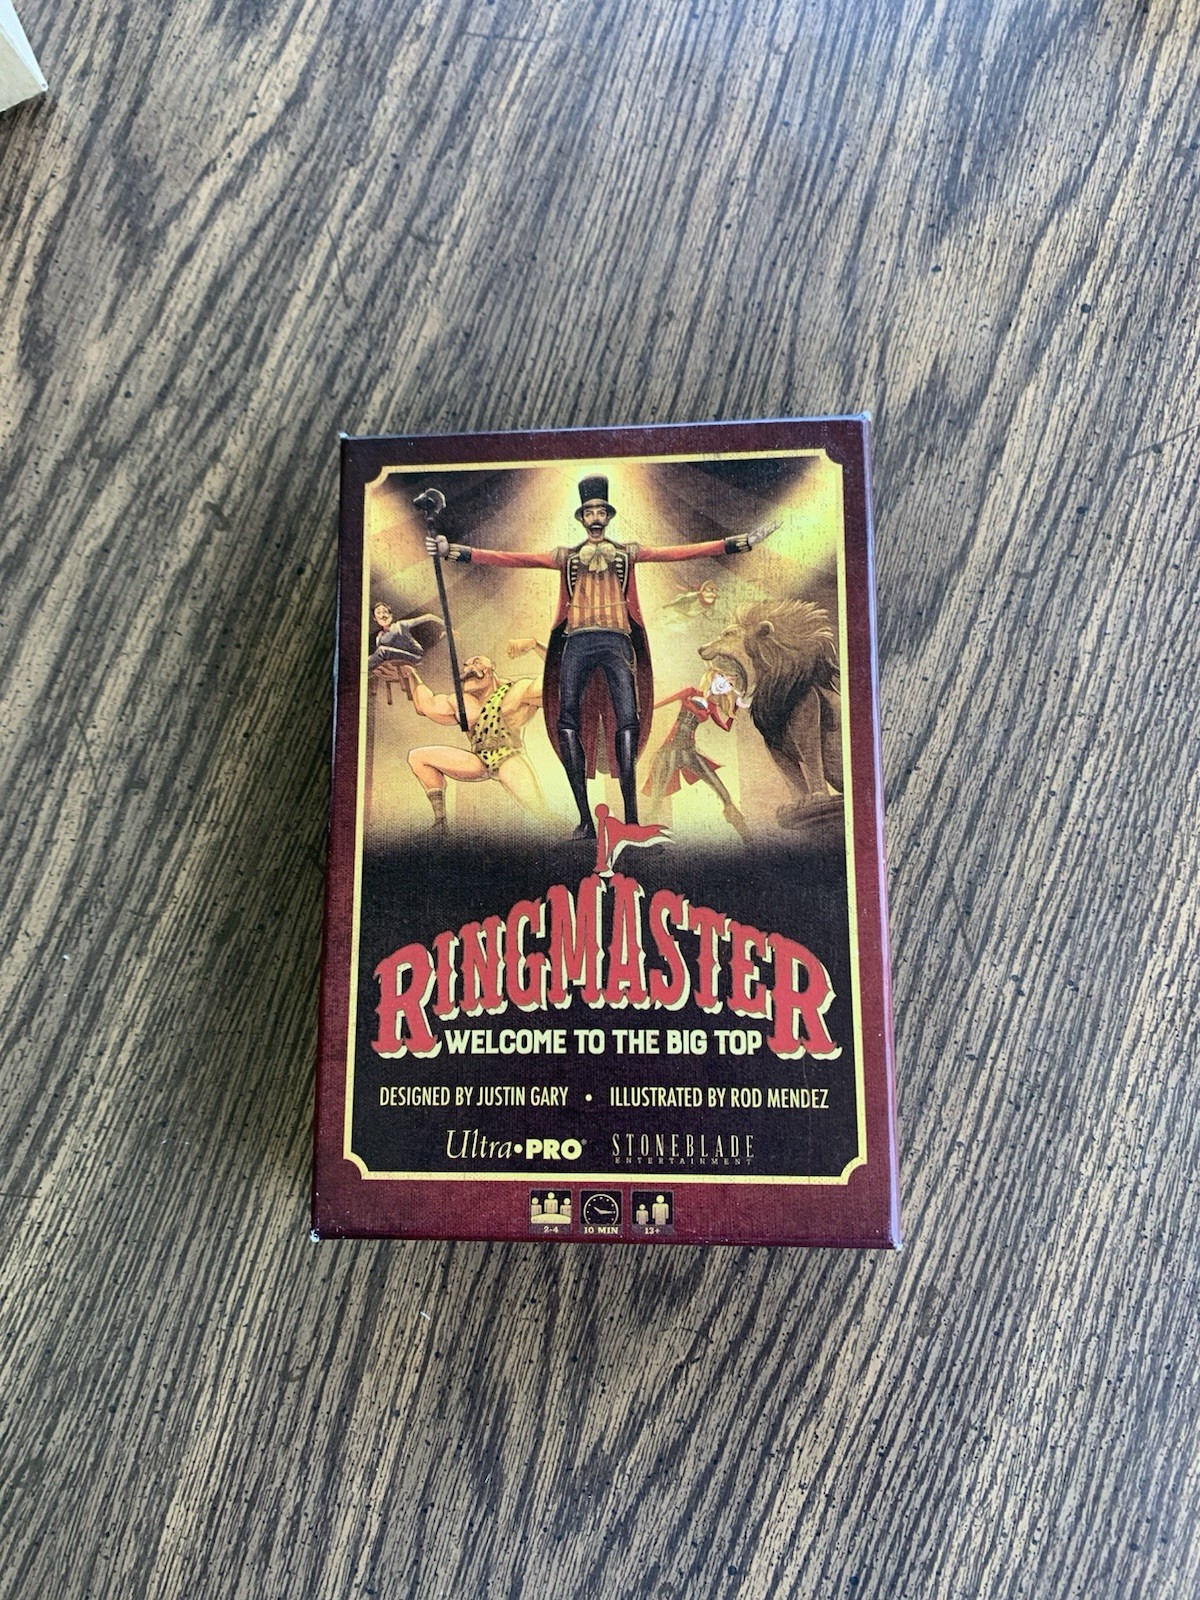 RINGMASTER
WELCOME TO THE BIG TOP
DESIGNED BY JUSTIN GARY • ILLUSTRATED BY ROD MENDEZ
Ultra•PRO® STONEBLADE
ENTERTAINMENT
2-4 10 MIN 13+